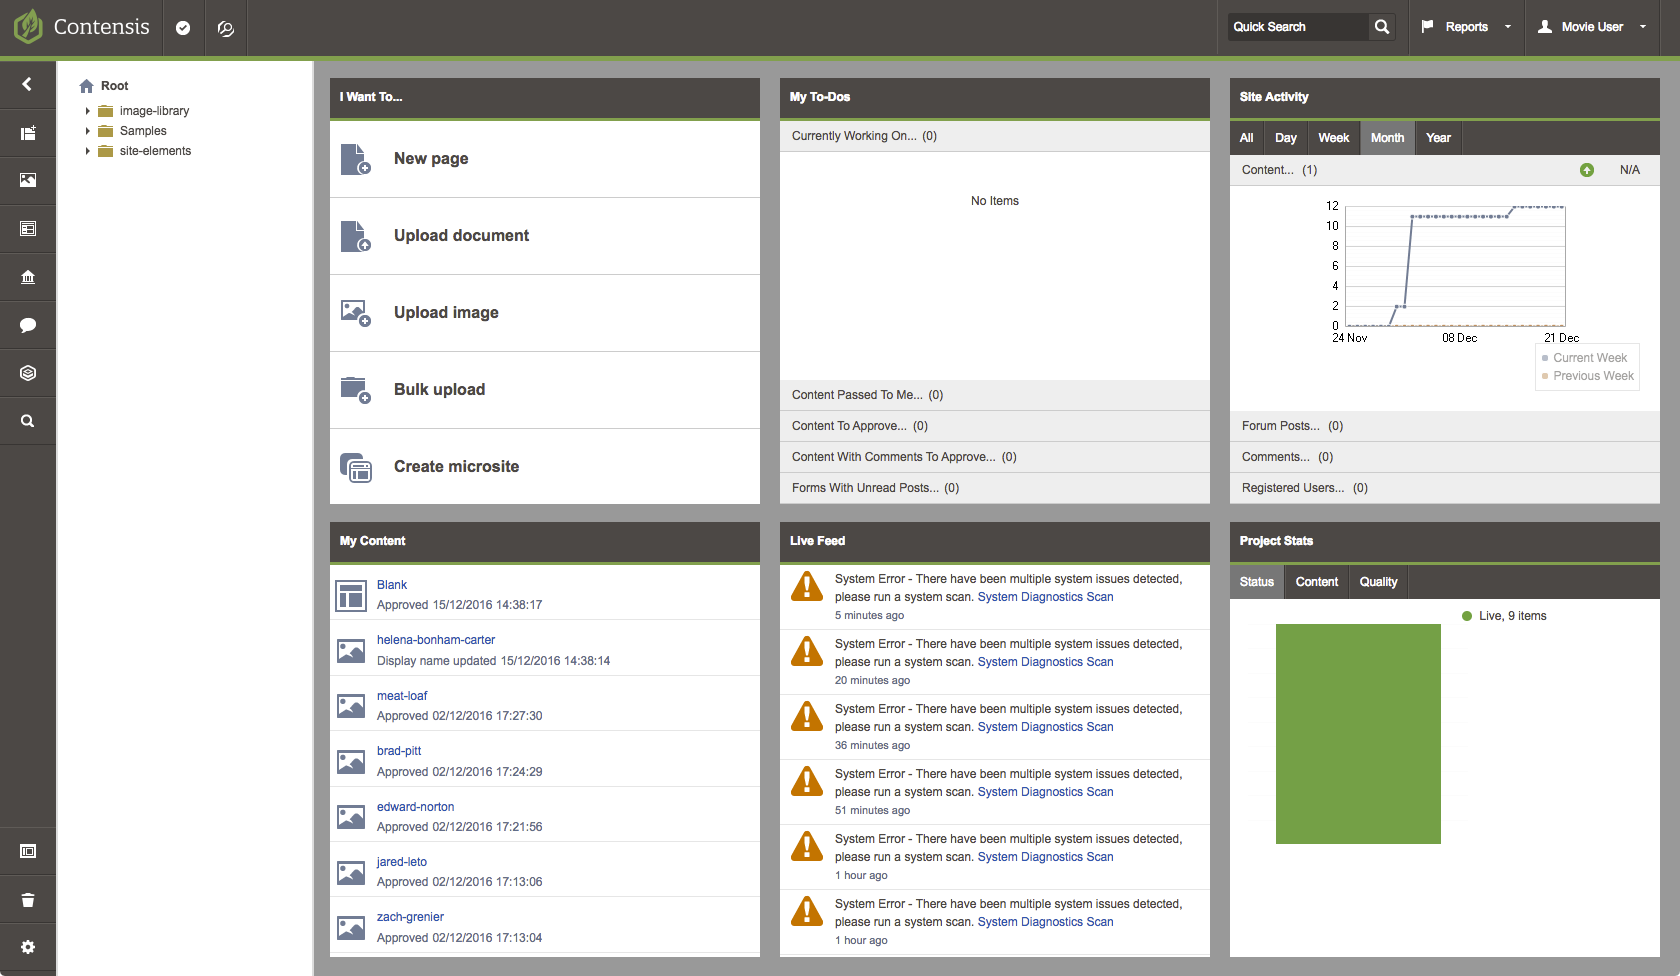 Contensis
Quick Search
Reports
Movie User
Root
image-library
Samples
site-elements
I Want To...
New page
Upload document
Upload image
Bulk upload
Create microsite
My To-Dos
Currently Working On... (0)
No Items
Content Passed To Me... (0)
Content To Approve... (0)
Content With Comments To Approve... (0)
Forms With Unread Posts... (0)
Site Activity
All Day Week Month Year
Content... (1) N/A
12
10
8
6
4
2
0
24 Nov 08 Dec 21 Dec
Current Week
Previous Week
Forum Posts... (0)
Comments... (0)
Registered Users... (0)
My Content
Blank
Approved 15/12/2016 14:38:17
helena-bonham-carter
Display name updated 15/12/2016 14:38:14
meat-loaf
Approved 02/12/2016 17:27:30
brad-pitt
Approved 02/12/2016 17:24:29
edward-norton
Approved 02/12/2016 17:21:56
jared-leto
Approved 02/12/2016 17:13:06
zach-grenier
Approved 02/12/2016 17:13:04
Live Feed
System Error - There have been multiple system issues detected,
please run a system scan. System Diagnostics Scan
5 minutes ago
System Error - There have been multiple system issues detected,
please run a system scan. System Diagnostics Scan
20 minutes ago
System Error - There have been multiple system issues detected,
please run a system scan. System Diagnostics Scan
36 minutes ago
System Error - There have been multiple system issues detected,
please run a system scan. System Diagnostics Scan
51 minutes ago
System Error - There have been multiple system issues detected,
please run a system scan. System Diagnostics Scan
1 hour ago
System Error - There have been multiple system issues detected,
please run a system scan. System Diagnostics Scan
1 hour ago
Project Stats
Status Content Quality
Live, 9 items